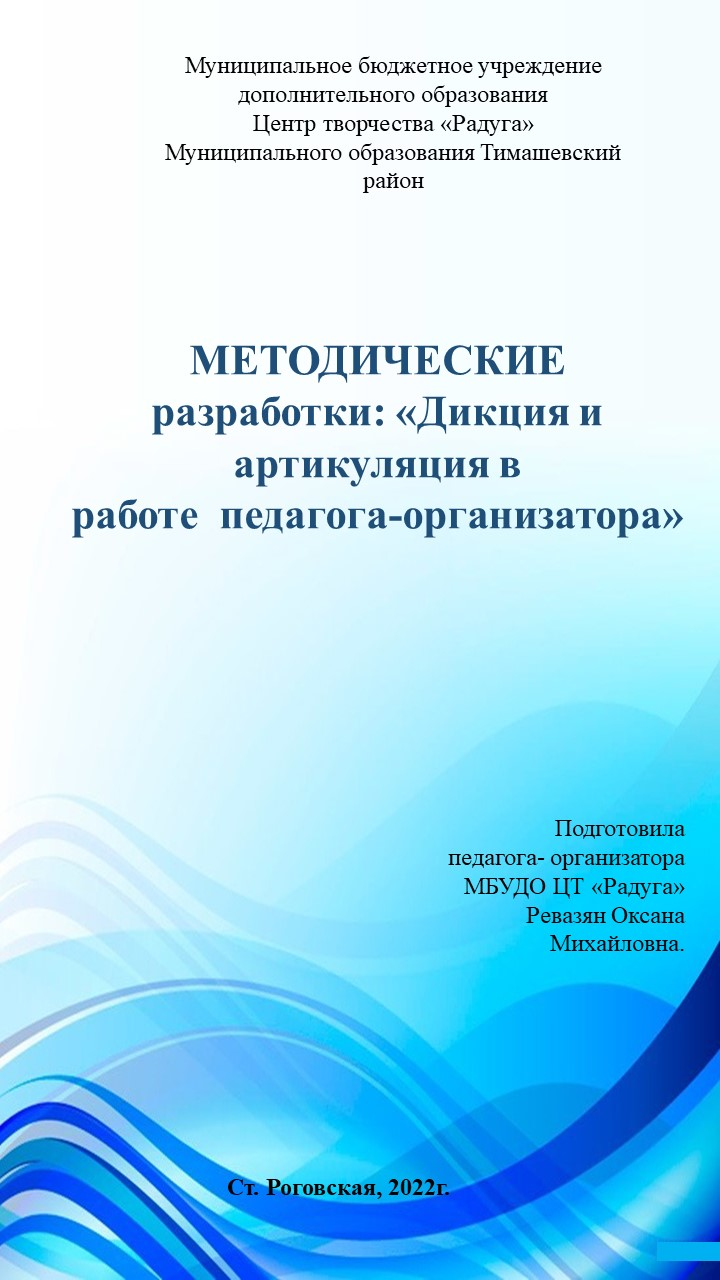 Муниципальное бюджетное учреждение
дополнительного образования
Центр творчества «Радуга»
Муниципального образования Тимашевский
район
МЕТОДИЧЕСКИЕ
разработки: «Дикция и
артикуляция в
работе  педагога-организатора»
Подготовила
педагога- организатора
МБУДО ЦТ «Радуга»
Ревазян Оксана
Михайловна.
Ст. Роговская, 2022г.